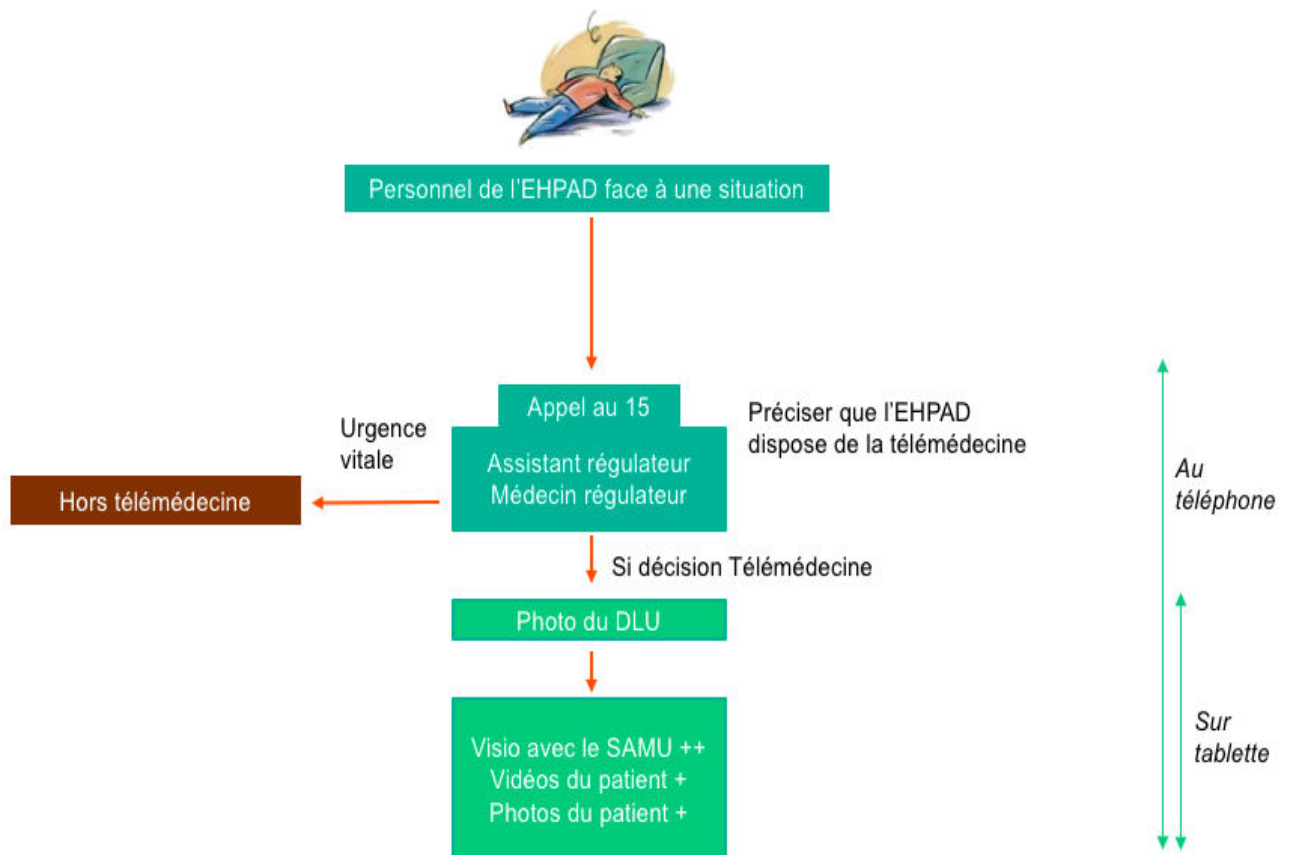 Personnel de l'EHPAD face à une situation
Appel au 15
Préciser que l'EHPAD
dispose de la télémédecine
Urgence
vitale
Assistant régulateur
Médecin régulateur
Hors télémédecine
Au
téléphone
Si décision Télémédecine
Photo du DLU
Visio avec le SAMU ++
Vidéos du patient +
Photos du patient +
Sur
tablette